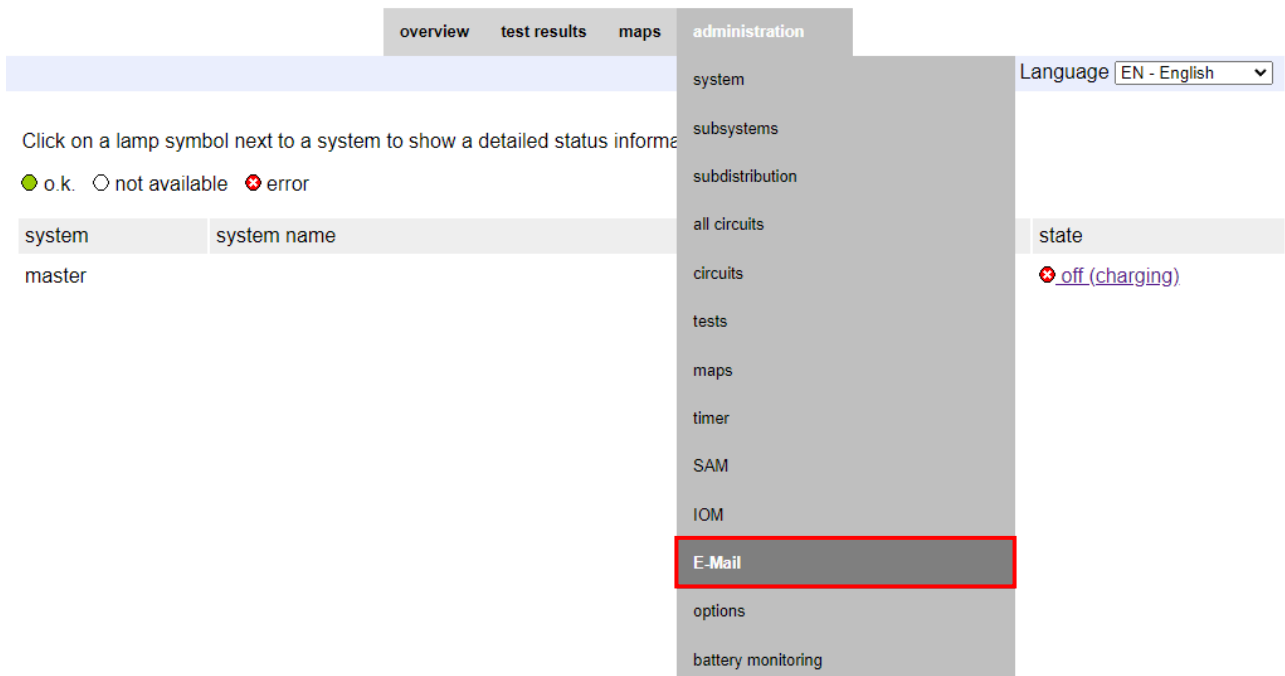 overview test results maps administration
Language EN - English
system
subsystems
Click on a lamp symbol next to a system to show a detailed status informa
subdistribution
o.k. not available error
all circuits
system system name state
circuits
master off (charging)
tests
maps
timer
SAM
IOM
E-Mail
options
battery monitoring